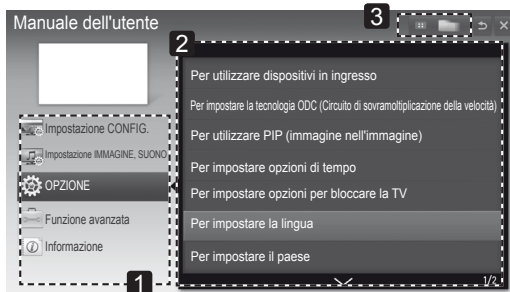 Manuale dell'utente
3
2
Impostazione CONFIG.
Impostazione IMMAGINE, SUONO
OPZIONE
Funzione avanzata
Informazione
1
Per utilizzare dispositivi in ingresso
Per impostare la tecnologia ODC (Circuito di sovramoltiplicazione della velocità)
Per utilizzare PIP (immagine nell'immagine)
Per impostare opzioni di tempo
Per impostare opzioni per bloccare la TV
Per impostare la lingua
Per impostare il paese
1/2